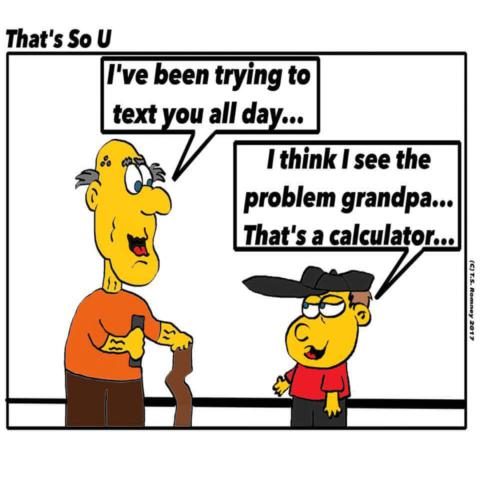 That's So U
I've been trying to
text you all day...
I think I see the
problem grandpa...
That's a calculator...
(C) T.S. Romney 2017